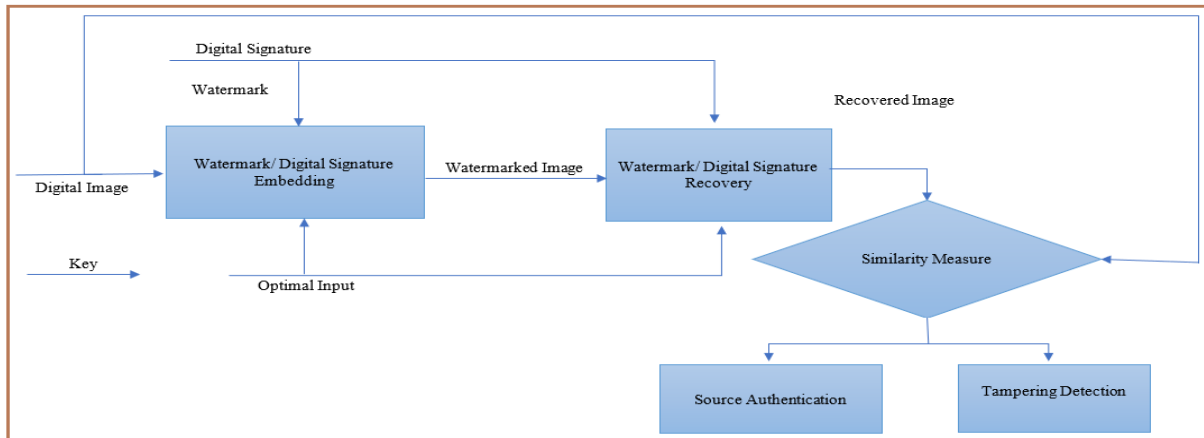 Digital Signature
Watermark
Recovered Image
Watermark/ Digital Signature
Embedding
Watermarked Image
Watermark/ Digital Signature
Recovery
Digital Image
Key
Optimal Input
Similarity Measure
Source Authentication
Tampering Detection